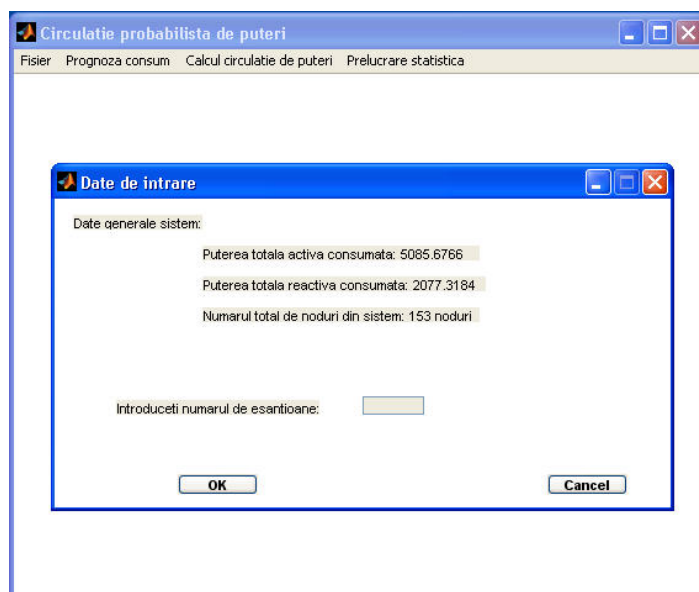 Circulatie probabilista de puteri
Fisier Prognoza consum Calcul circulatie de puteri Prelucrare statistica
Date de intrare
Date generale sistem:
Puterea totala activa consumata: 5085.6766
Puterea totala reactiva consumata: 2077.3184
Numarul total de noduri din sistem: 153 noduri
Introduceti numarul de esantioane:
OK Cancel